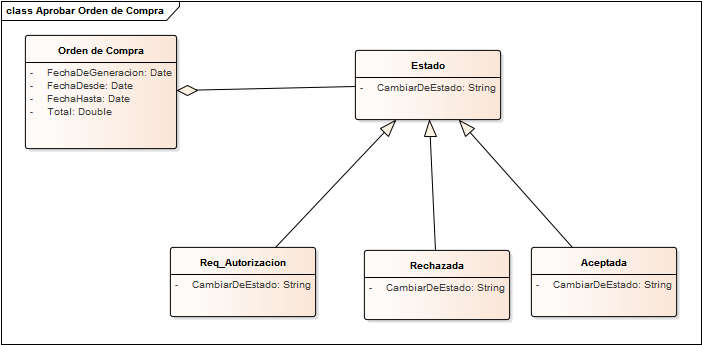 class Aprobar Orden de Compra
Orden de Compra
- FechaDeGeneracion: Date
- FechaDesde: Date
- FechaHasta: Date
- Total: Double
Estado
- CambiarDeEstado: String
Req_Autorizacion
- CambiarDeEstado: String
Rechazada
- CambiarDeEstado: String
Aceptada
- CambiarDeEstado: String